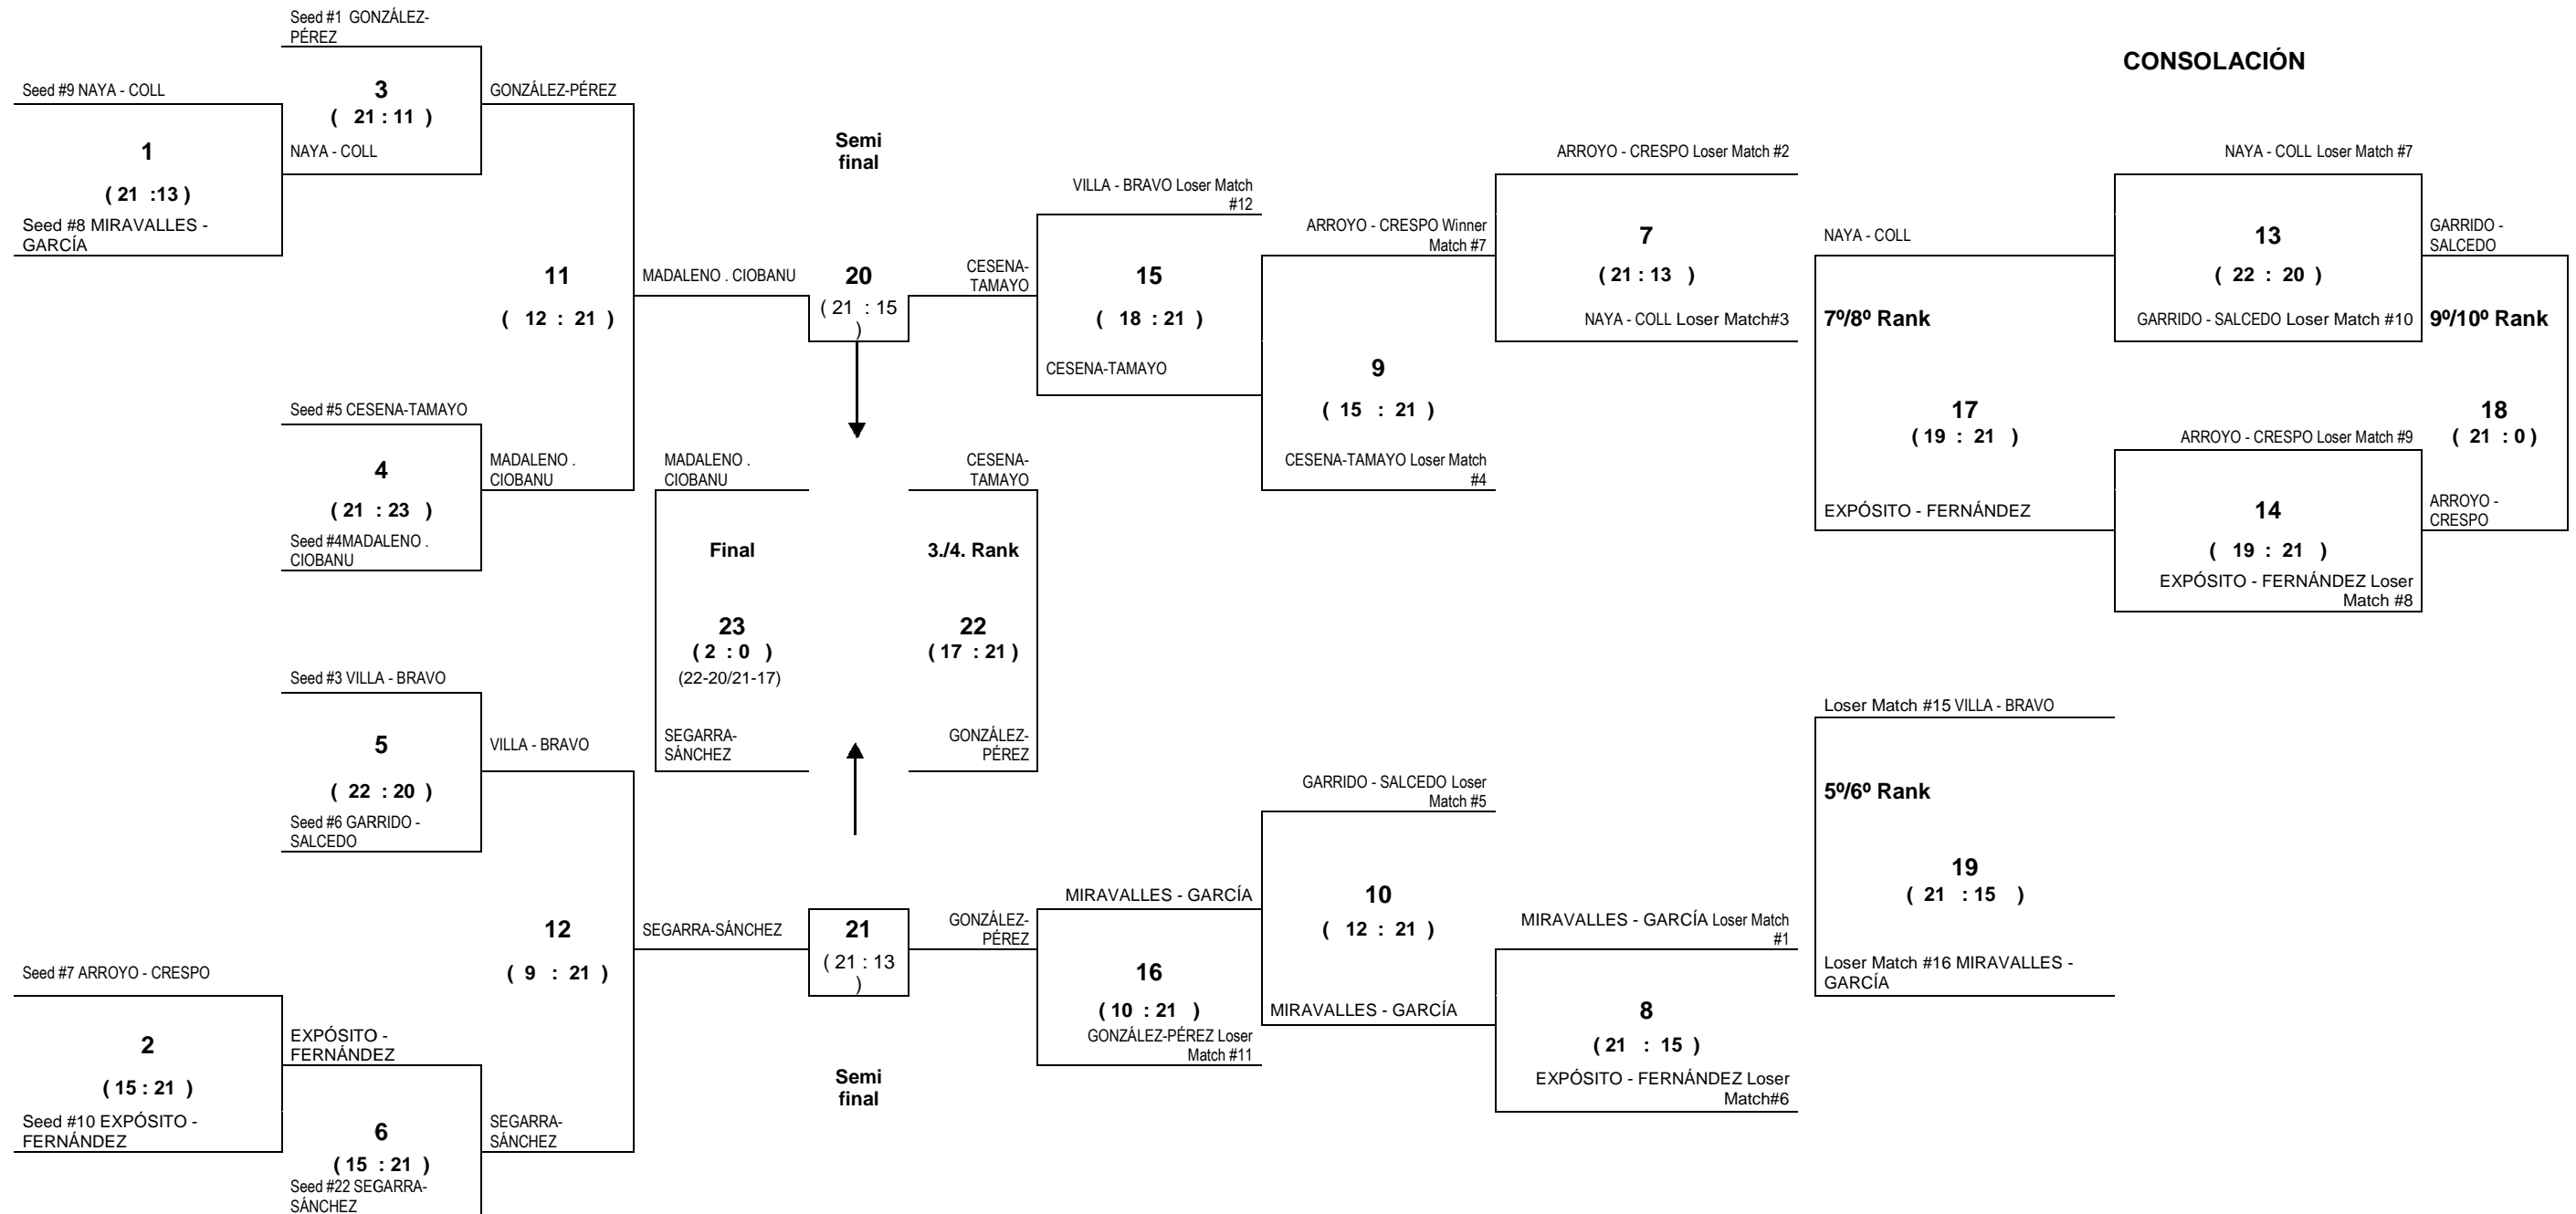 Seed #1 GONZÁLEZ-
PÉREZ
CONSOLACIÓN
Seed #9 NAYA - COLL
3
( 21 : 11 )
GONZÁLEZ-PÉREZ
1
( 21 :13 )
NAYA - COLL
Seed #8 MIRAVALLES -
GARCÍA
11
( 12 : 21 )
Seed #5 CESENA-TAMAYO
4
( 21 : 23 )
Seed #4MADALENO .
CIOBANU
MADALENO .
CIOBANU
MADALENO . CIOBANU
Semi
final
20
( 21 : 15
)
CESENA-
TAMAYO
VILLA - BRAVO Loser Match
#12
15
( 18 : 21 )
CESENA-TAMAYO
ARROYO - CRESPO Winner
Match #7
9
( 15 : 21 )
CESENA-TAMAYO Loser Match
#4
ARROYO - CRESPO Loser Match #2
7
( 21 : 13 )
NAYA - COLL Loser Match#3
NAYA - COLL
7º/8º Rank
17
( 19 : 21 )
EXPÓSITO - FERNÁNDEZ
NAYA - COLL Loser Match #7
13
( 22 : 20 )
GARRIDO - SALCEDO Loser Match #10
GARRIDO -
SALCEDO
9º/10º Rank
18
( 21 : 0 )
ARROYO - CRESPO Loser Match #9
14
( 19 : 21 )
EXPÓSITO - FERNÁNDEZ Loser
Match #8
ARROYO -
CRESPO
MADALENO .
CIOBANU
Final
23
( 2 : 0 )
(22-20/21-17)
SEGARRA-
SÁNCHEZ
CESENA-
TAMAYO
3./4. Rank
22
( 17 : 21 )
GONZÁLEZ-
PÉREZ
Seed #3 VILLA - BRAVO
5
( 22 : 20 )
Seed #6 GARRIDO -
SALCEDO
VILLA - BRAVO
12
( 9 : 21 )
Seed #7 ARROYO - CRESPO
2
( 15 : 21 )
Seed #10 EXPÓSITO -
FERNÁNDEZ
EXPÓSITO -
FERNÁNDEZ
6
( 15 : 21 )
Seed #22 SEGARRA-
SÁNCHEZ
SEGARRA-
SÁNCHEZ
SEGARRA-SÁNCHEZ
21
( 21 : 13
)
Semi
final
GONZÁLEZ-
PÉREZ
MIRAVALLES - GARCÍA
16
( 10 : 21 )
GONZÁLEZ-PÉREZ Loser
Match #11
GARRIDO - SALCEDO Loser
Match #5
10
( 12 : 21 )
MIRAVALLES - GARCÍA
MIRAVALLES - GARCÍA Loser Match
#1
8
( 21 : 15 )
EXPÓSITO - FERNÁNDEZ Loser
Match#6
Loser Match #15 VILLA - BRAVO
5º/6º Rank
19
( 21 : 15 )
Loser Match #16 MIRAVALLES -
GARCÍA